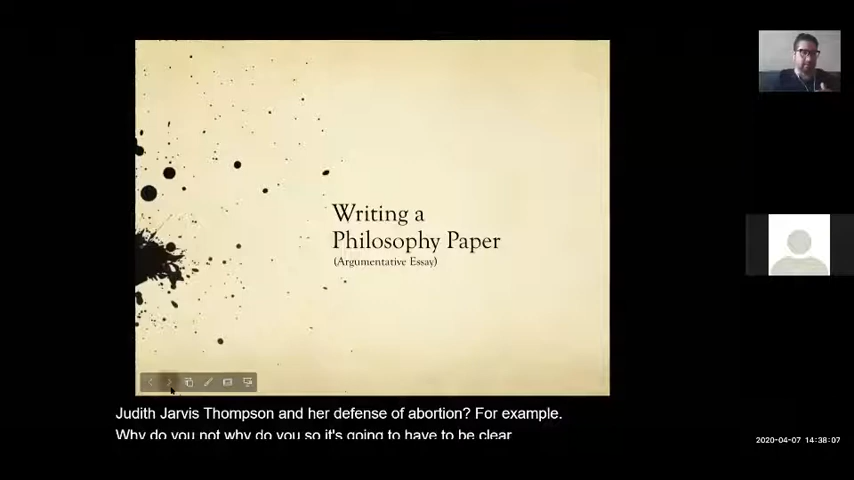 Writing a
Philosophy Paper
(Argumentative Essay)
Judith Jarvis Thompson and her defense of abortion? For example.
Why do you not why do you so it's going to have to be clear
2020-04-07 14:38:07